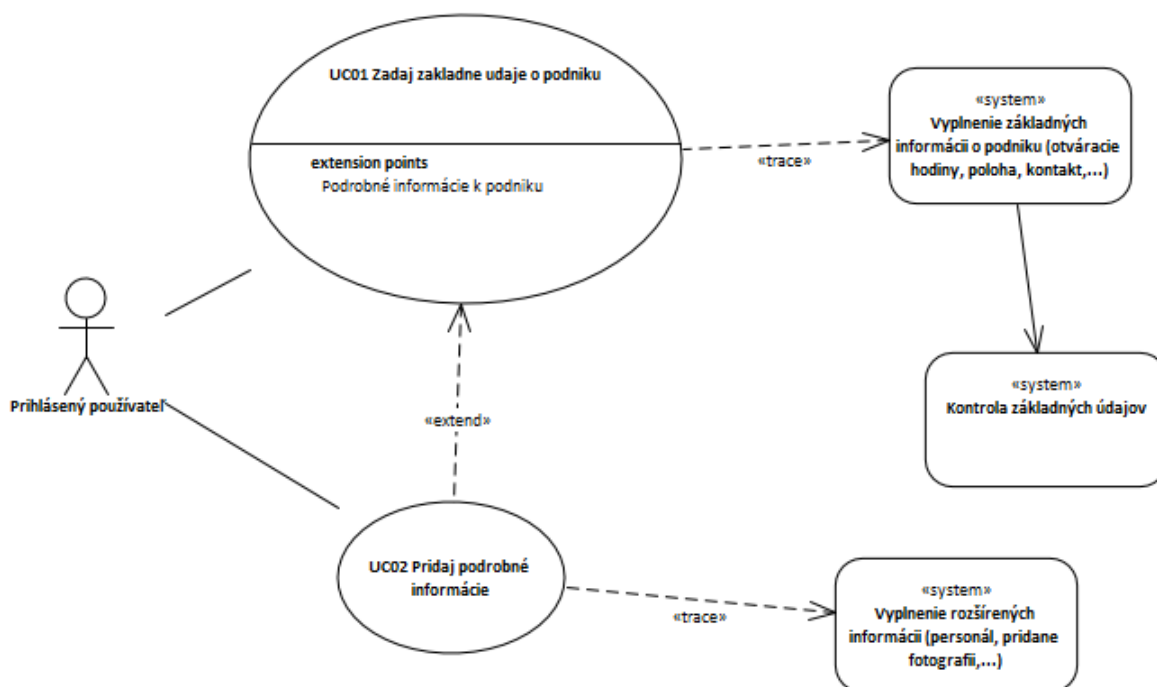 UC01 Zadaj zakladne udaje o podniku
extension points
Podrobné informácie k podniku
«trace»
«system»
Vyplnenie základných
informácii o podniku (otváracie
hodiny, poloha, kontakt,...)
«system»
Kontrola základných údajov
Prihlásený používateľ
«extend»
UC02 Pridaj podrobné
informácie
«trace»
«system»
Vyplnenie rozšírených
informácii (personál, pridane
fotografii,...)